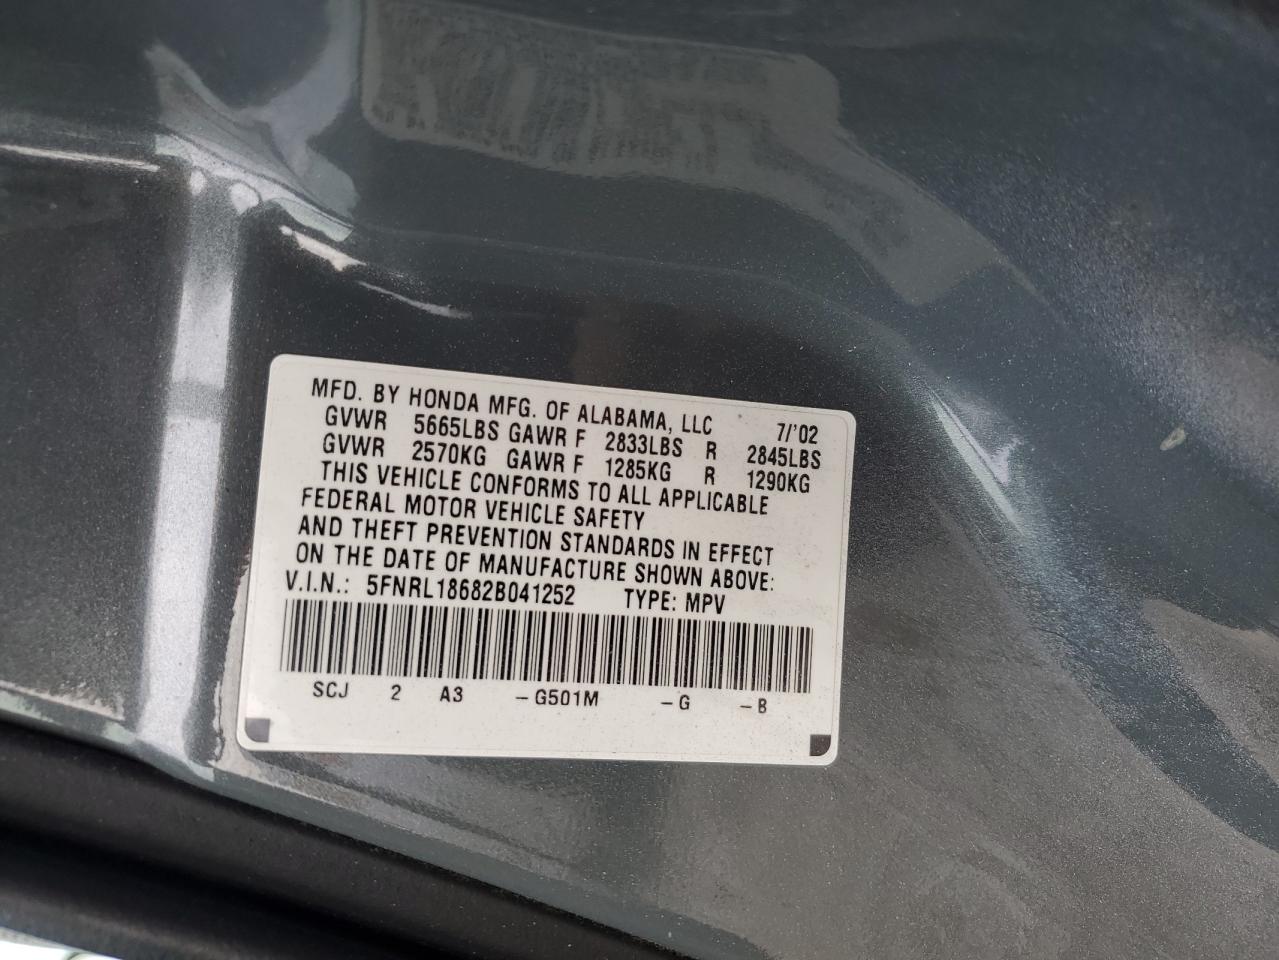 MFD. BY HONDA MFG. OF ALABAMA, LLC 7/'02
GVWR 5665LBS GAWR F 2833LBS R 2845LBS
GVWR 2570KG GAWR F 1285KG R 1290KG
THIS VEHICLE CONFORMS TO ALL APPLICABLE
FEDERAL MOTOR VEHICLE SAFETY
AND THEFT PREVENTION STANDARDS IN EFFECT
ON THE DATE OF MANUFACTURE SHOWN ABOVE:
V.I.N.: 5FNRL18682B041252 TYPE: MPV
SCJ 2 A3 -G501M -G -B